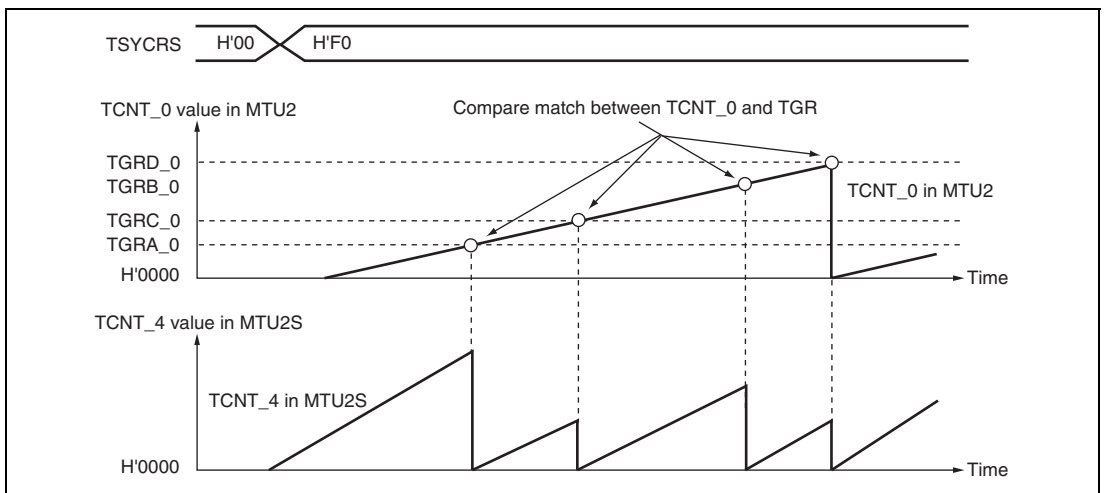 TSYCRS H'00 H'F0
TCNT_0 value in MTU2
Compare match between TCNT_0 and TGR
TGRD_0
TGRB_0
TCNT_0 in MTU2
TGRC_0
TGRA_0
H'0000
Time
TCNT_4 value in MTU2S
TCNT_4 in MTU2S
H'0000
Time